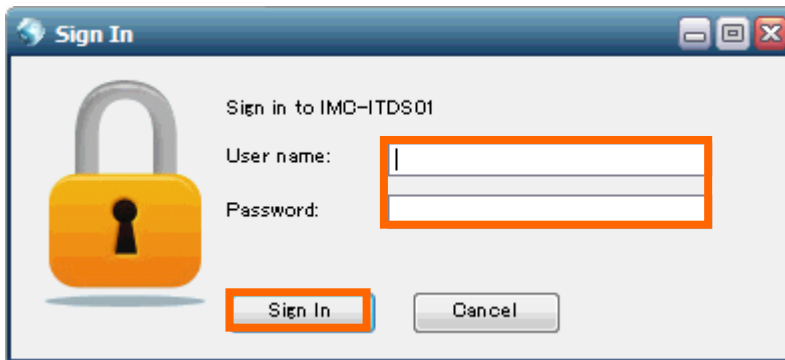 Sign In
Sign in to IMC-ITDS01
User name:
Password:
Sign In
Cancel